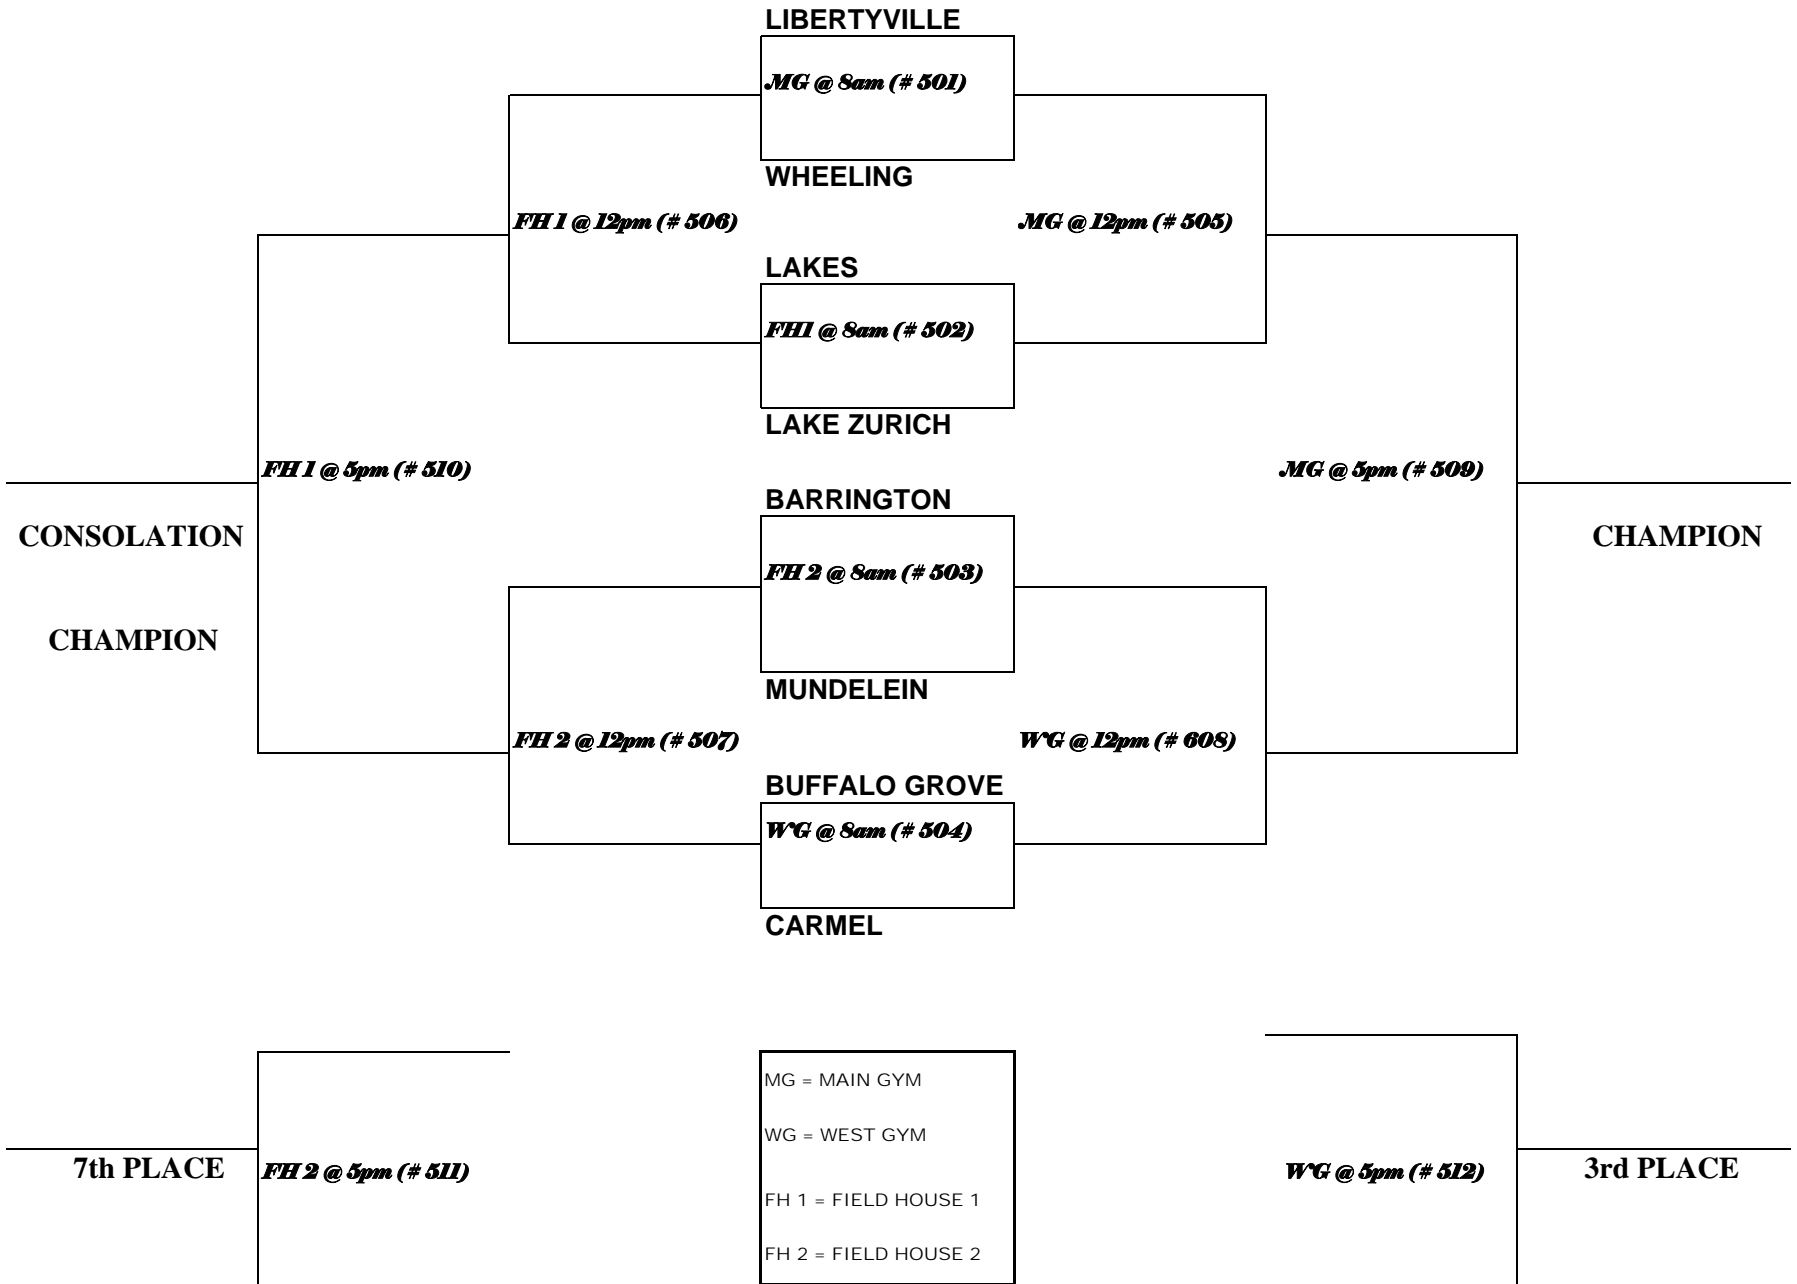 LIBERTYVILLE
MG @ 8am (# 501)
WHEELING
FH 1 @ 12pm (# 506)
MG @ 12pm (# 505)
LAKES
FH1 @ 8am (# 502)
LAKE ZURICH
FH 1 @ 5pm (# 510)
MG @ 5pm (# 509)
BARRINGTON
CONSOLATION
CHAMPION
FH 2 @ 8am (# 503)
CHAMPION
MUNDELEIN
FH 2 @ 12pm (# 507)
WG @ 12pm (# 608)
BUFFALO GROVE
WG @ 8am (# 504)
CARMEL
MG = MAIN GYM
WG = WEST GYM
7th PLACE
FH 2 @ 5pm (# 511)
WG @ 5pm (# 512)
3rd PLACE
FH 1 = FIELD HOUSE 1
FH 2 = FIELD HOUSE 2